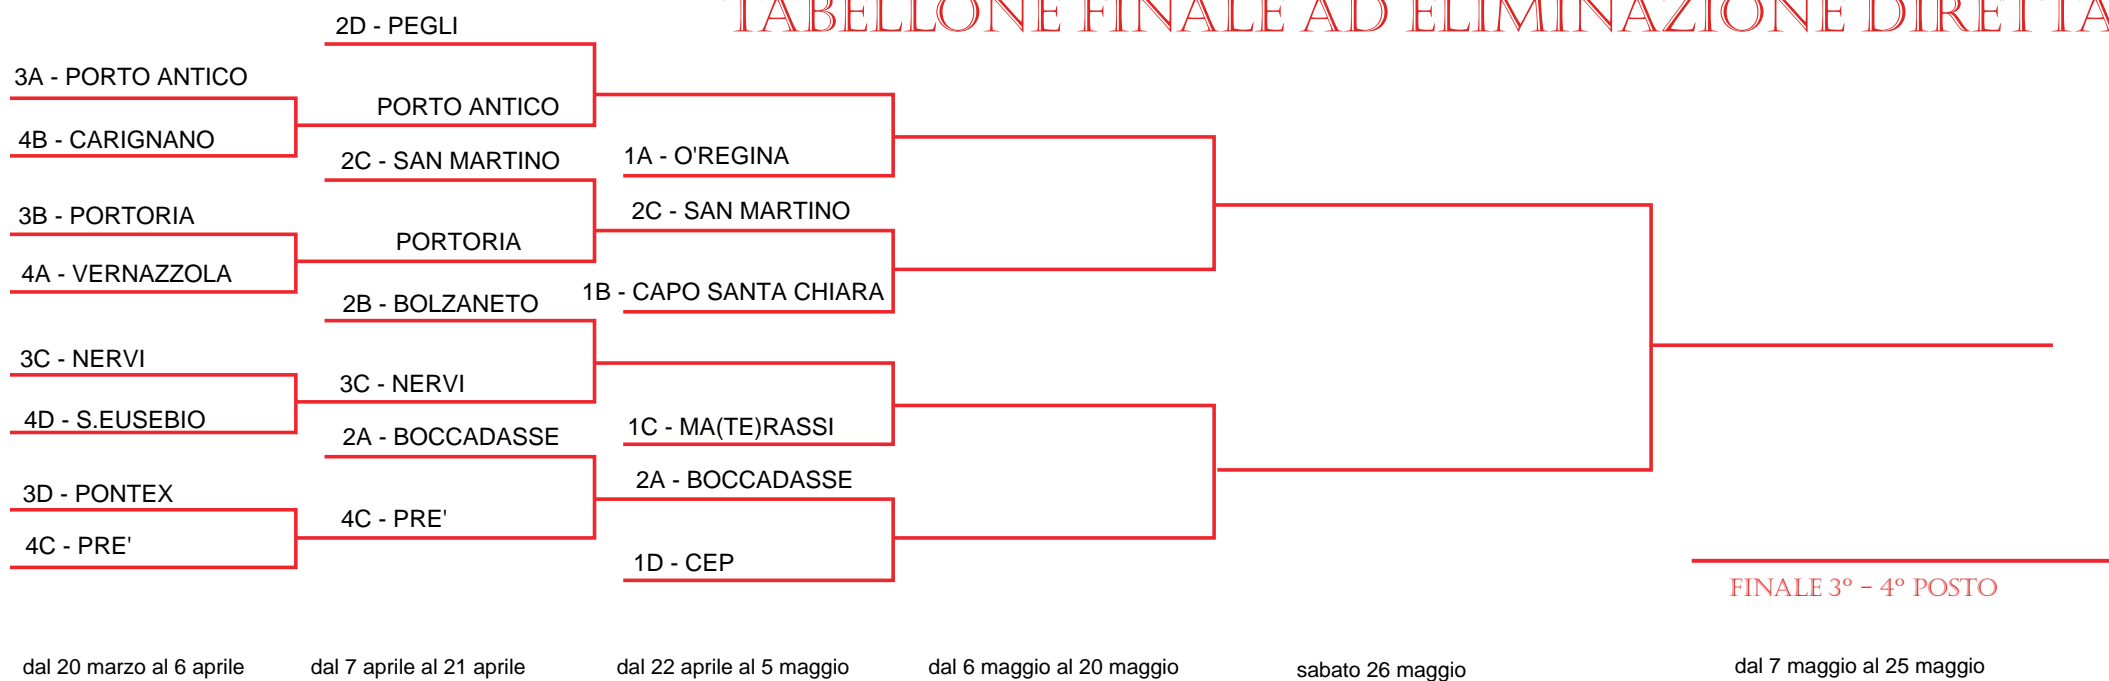 TABELLONE FINALE AD ELIMINAZIONE DIRETTA
2D - PEGLI
3A - PORTO ANTICO
PORTO ANTICO
4B - CARIGNANO
2C - SAN MARTINO
1A - O'REGINA
3B - PORTORIA
2C - SAN MARTINO
PORTORIA
4A - VERNAZZOLA
2B - BOLZANETO
1B - CAPO SANTA CHIARA
3C - NERVI
3C - NERVI
4D - S.EUSEBIO
2A - BOCCADASSE
1C - MA(TE)RASSI
3D - PONTEX
2A - BOCCADASSE
4C - PRE'
4C - PRE'
1D - CEP
FINALE 3° - 4° POSTO
dal 20 marzo al 6 aprile
dal 7 aprile al 21 aprile
dal 22 aprile al 5 maggio
dal 6 maggio al 20 maggio
sabato 26 maggio
dal 7 maggio al 25 maggio